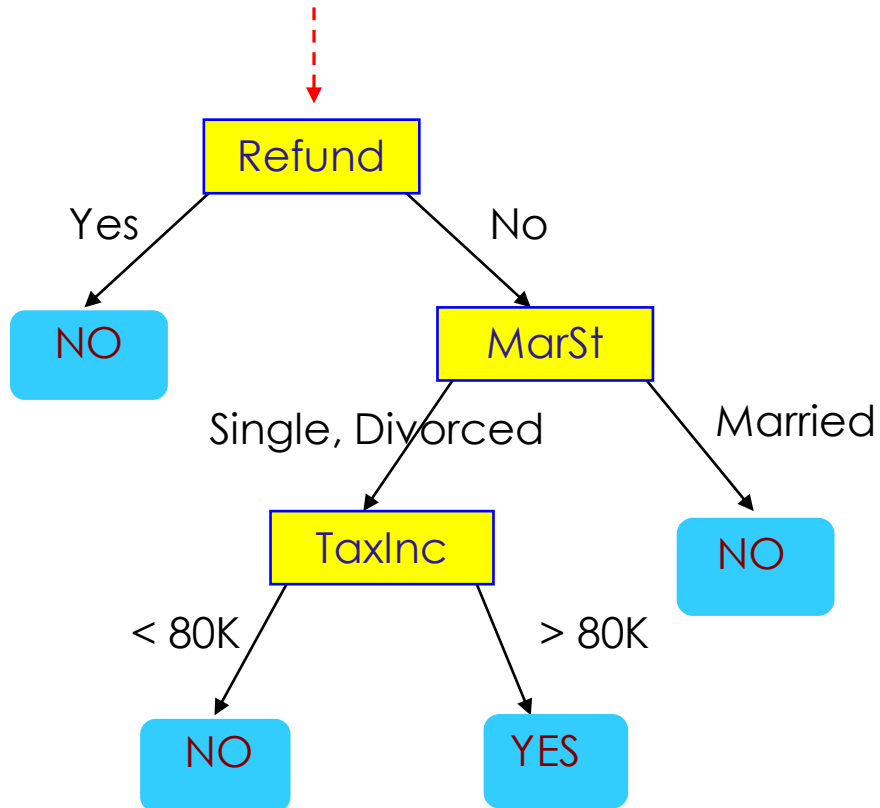 Refund
Yes
No
NO
MarSt
Single, Divorced
Married
TaxInc
NO
< 80K
> 80K
NO
YES